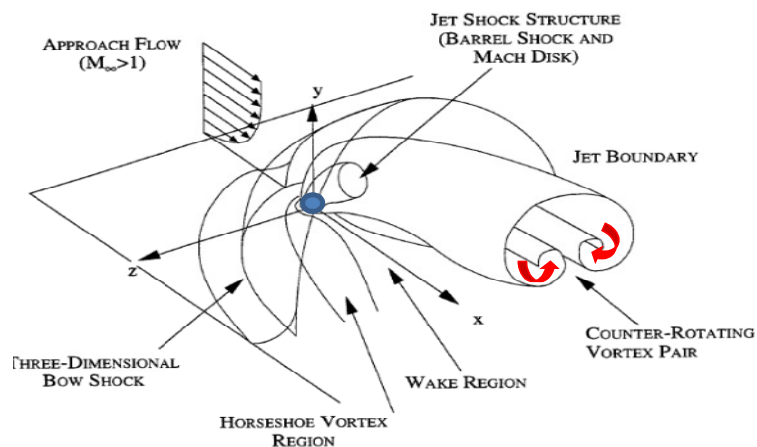 JET SHOCK STRUCTURE
(BARREL SHOCK AND
MACH DISK)
APPROACH FLOW
(M∞>1)
y
JET BOUNDARY
z
x
COUNTER-ROTATING
VORTEX PAIR
THREE-DIMENSIONAL
BOW SHOCK
WAKE REGION
HORSESHOE VORTEX
REGION